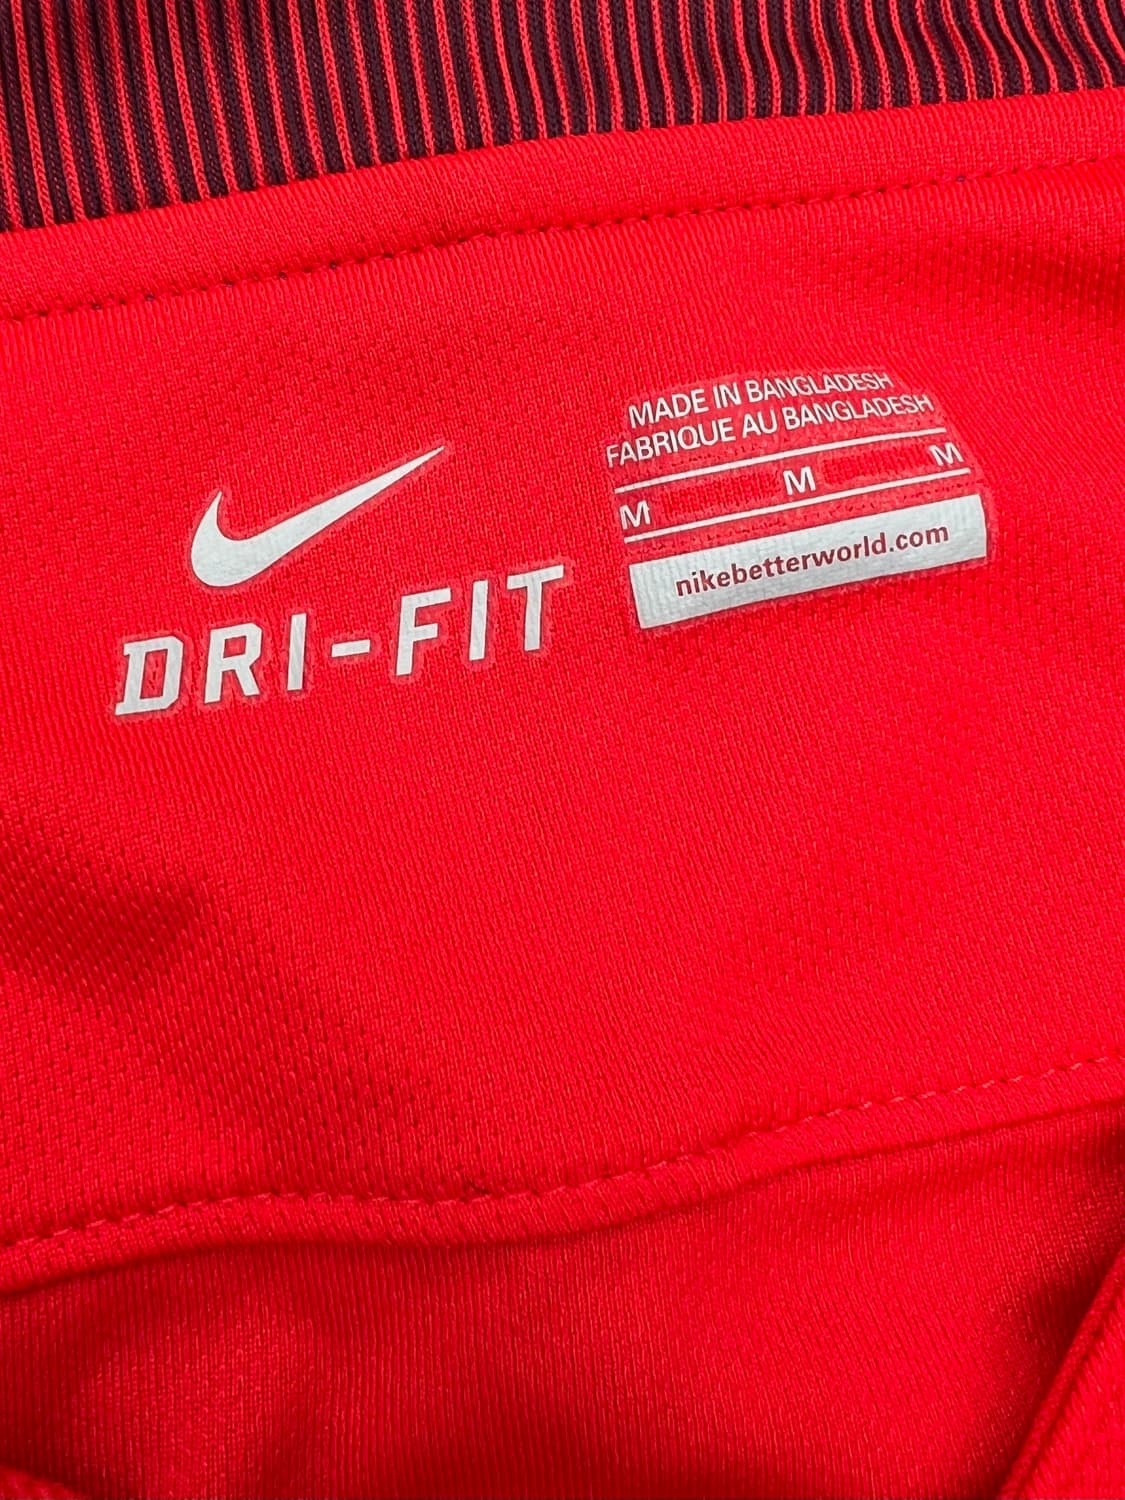 DRI-FIT
MADE IN BANGLADESH
FABRIQUE AU BANGLADESH
M M M
nikebetterworld.com